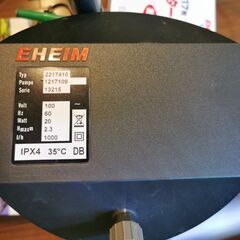 EHEIM
Typ 2217410
Pumpe 1217109
Serie 13215
Volt 100
Hz 60
Watt 20
Hmax 2.3
l/h 1000
IPX4 35°C DB